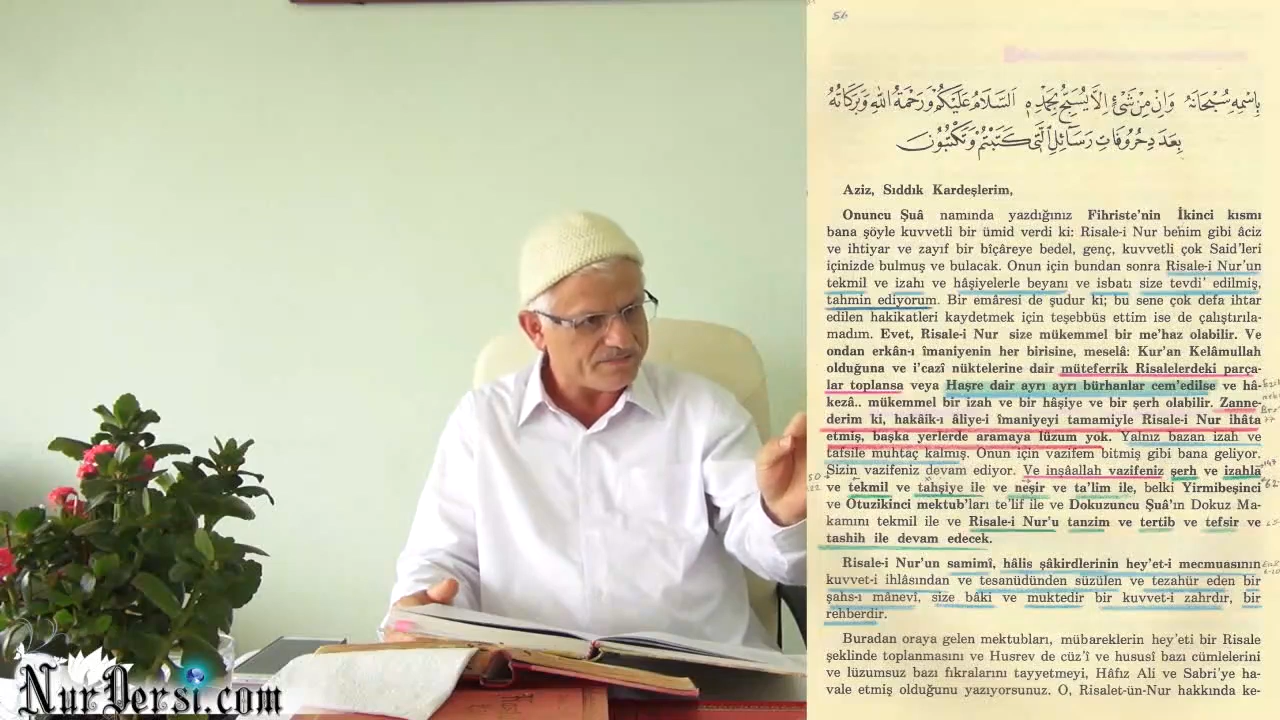 56
بِاسْمِهِ سُبْحَانَهُ وَاِنْ مِنْ شَىْءٍ اِلَّا يُسَبِّحُ بِحَمْدِهِ اَلسَّلَامُ عَلَيْكُمْ وَرَحْمَةُ اللّٰهِ وَبَرَكَاتُهُ
بِعَدَدِ حُرُوفَاتِ رَسَائِلِ الَّتِى كَتَبْتُمْ وَتَكْتُبُونَ
Aziz, Sıddık Kardeşlerim,
Onuncu Şuâ namında yazdığınız Fihriste'nin İkinci kısmı
bana şöyle kuvvetli bir ümid verdi ki: Risale-i Nur benim gibi âciz
ve ihtiyar ve zayıf bir bîçâreye bedel, genç, kuvvetli çok Said'leri
içinizde bulmuş ve bulacak. Onun için bundan sonra Risale-i Nur'un
tekmil ve izahı ve hâşiyelerle beyanı ve isbatı size tevdi' edilmiş,
tahmin ediyorum. Bir emâresi de şudur ki; bu sene çok defa ihtar
edilen hakikatleri kaydetmek için teşebbüs ettim ise de çalıştırıla-
madım. Evet, Risale-i Nur size mükemmel bir me'haz olabilir. Ve
ondan erkân-ı îmaniyenin her birisine, meselâ: Kur'an Kelâmullah
olduğuna ve i'cazî nüktelerine dair müteferrik Risalelerdeki parça-
lar toplansa veya Haşre dair ayrı ayrı bürhanlar cem'edilse ve hâ-
kezâ.. mükemmel bir izah ve bir hâşiye ve bir şerh olabilir. Zanne-
derim ki, hakâik-ı âliye-i îmaniyeyi tamamiyle Risale-i Nur ihâta
etmiş, başka yerlerde aramaya lüzum yok. Yalnız bazan izah ve
tafsile muhtaç kalmış. Onun için vazifem bitmiş gibi bana geliyor.
Sizin vazifeniz devam ediyor. Ve inşâallah vazifeniz şerh ve izahla
ve tekmil ve tahşiye ile ve neşir ve ta'lim ile, belki Yirmibeşinci
ve Otuzikinci mektub'ları te'lif ile ve Dokuzuncu Şuâ'ın Dokuz Ma-
kamını tekmil ile ve Risale-i Nur'u tanzim ve tertib ve tefsir ve
tashih ile devam edecek.
Risale-i Nur'un samimî, hâlis şâkirdlerinin hey'et-i mecmuasının
kuvvet-i ihlâsından ve tesanüdünden süzülen ve tezahür eden bir
şahs-ı mânevî, size bâki ve muktedir bir kuvvet-i zahrdır, bir
rehberdir.
Buradan oraya gelen mektubları, mübareklerin hey'eti bir Risale
şeklinde toplanmasını ve Husrev de cüz'î ve hususî bazı cümlelerini
ve lüzumsuz bazı fıkralarını tayyetmeyi, Hâfız Ali ve Sabri'ye ha-
vale etmiş olduğunu yazıyorsunuz. O, Risalet-ün-Nur hakkında ke-
NurDersi.com